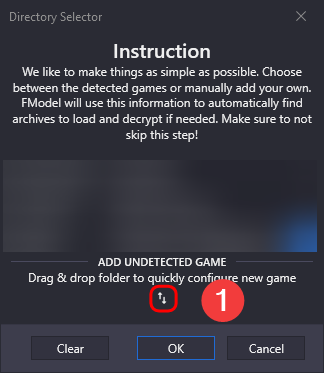 Directory Selector
Instruction
We like to make things as simple as possible. Choose
between the detected games or manually add your own.
FModel will use this information to automatically find
archives to load and decrypt if needed. Make sure to not
skip this step!
ADD UNDETECTED GAME
Drag & drop folder to quickly configure new game
1
Clear
OK
Cancel